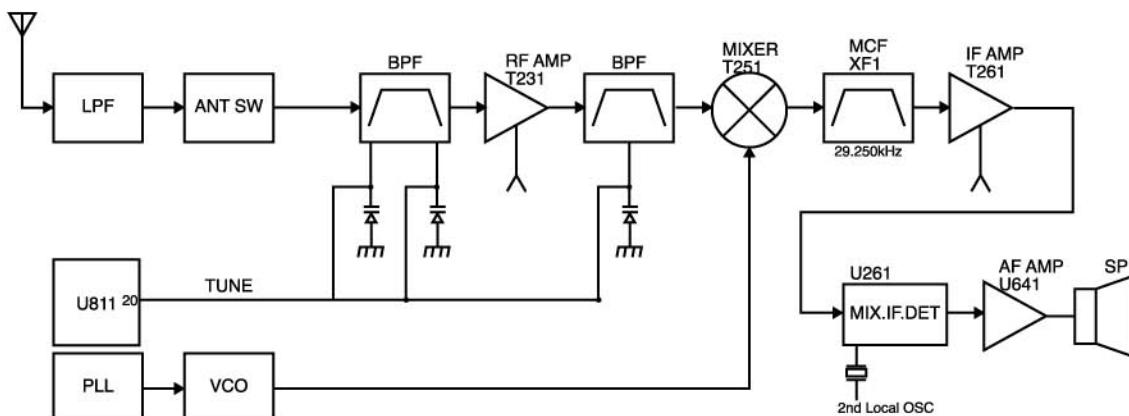 LPF
ANT SW
BPF
RF AMP
T231
BPF
MIXER
T251
MCF
XF1
29.250kHz
IF AMP
T261
U811 20
TUNE
U261
MIX.IF.DET
AF AMP
U641
SP
PLL
VCO
2nd Local OSC